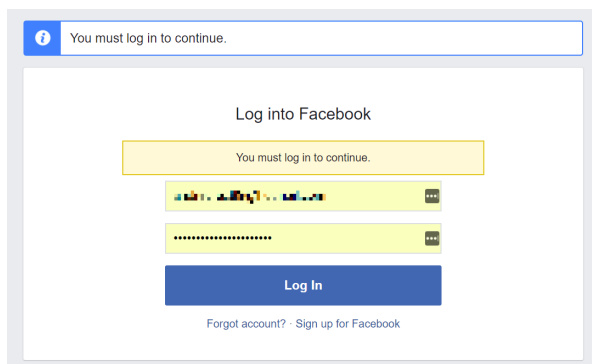 You must log in to continue.
Log into Facebook
You must log in to continue.
••••••••••••••••••••••
Log In
Forgot account? · Sign up for Facebook